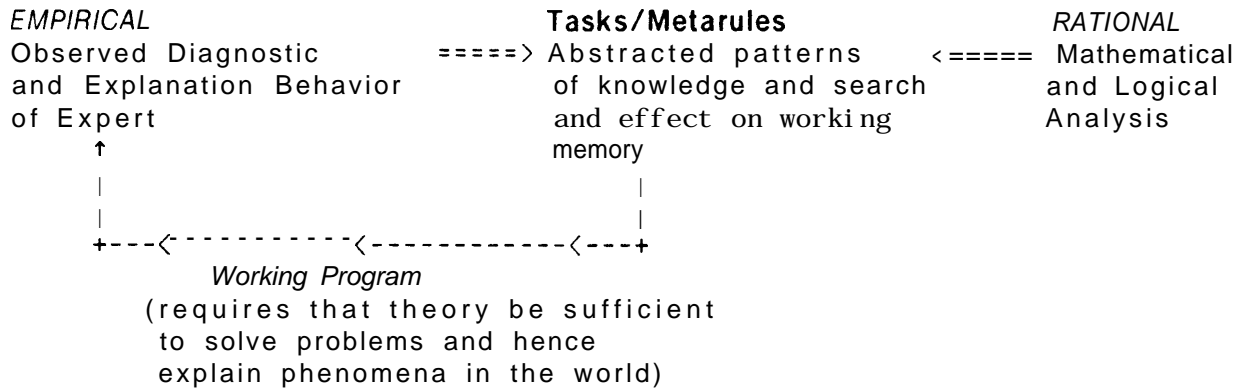 EMPIRICAL Tasks/Metarules RATIONAL
Observed Diagnostic =====> Abstracted patterns <===== Mathematical
and Explanation Behavior of knowledge and search and Logical
of Expert and effect on working Analysis
memory
Working Program
(requires that theory be sufficient
to solve problems and hence
explain phenomena in the world)